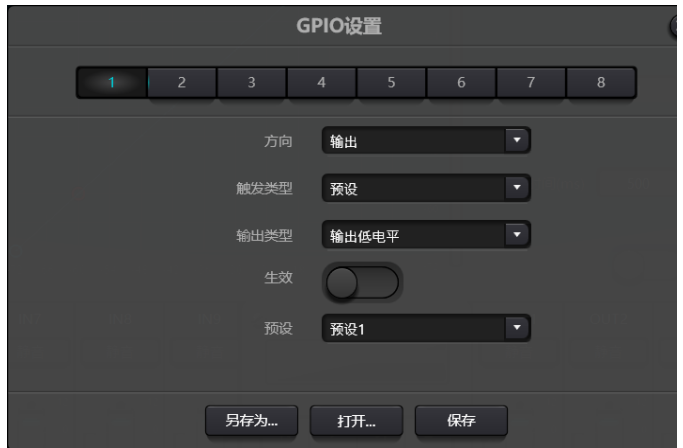 GPIO设置
1 2 3 4 5 6 7 8
方向 输出
触发类型 预设
输出类型 输出低电平
生效
预设 预设1
另存为... 打开... 保存